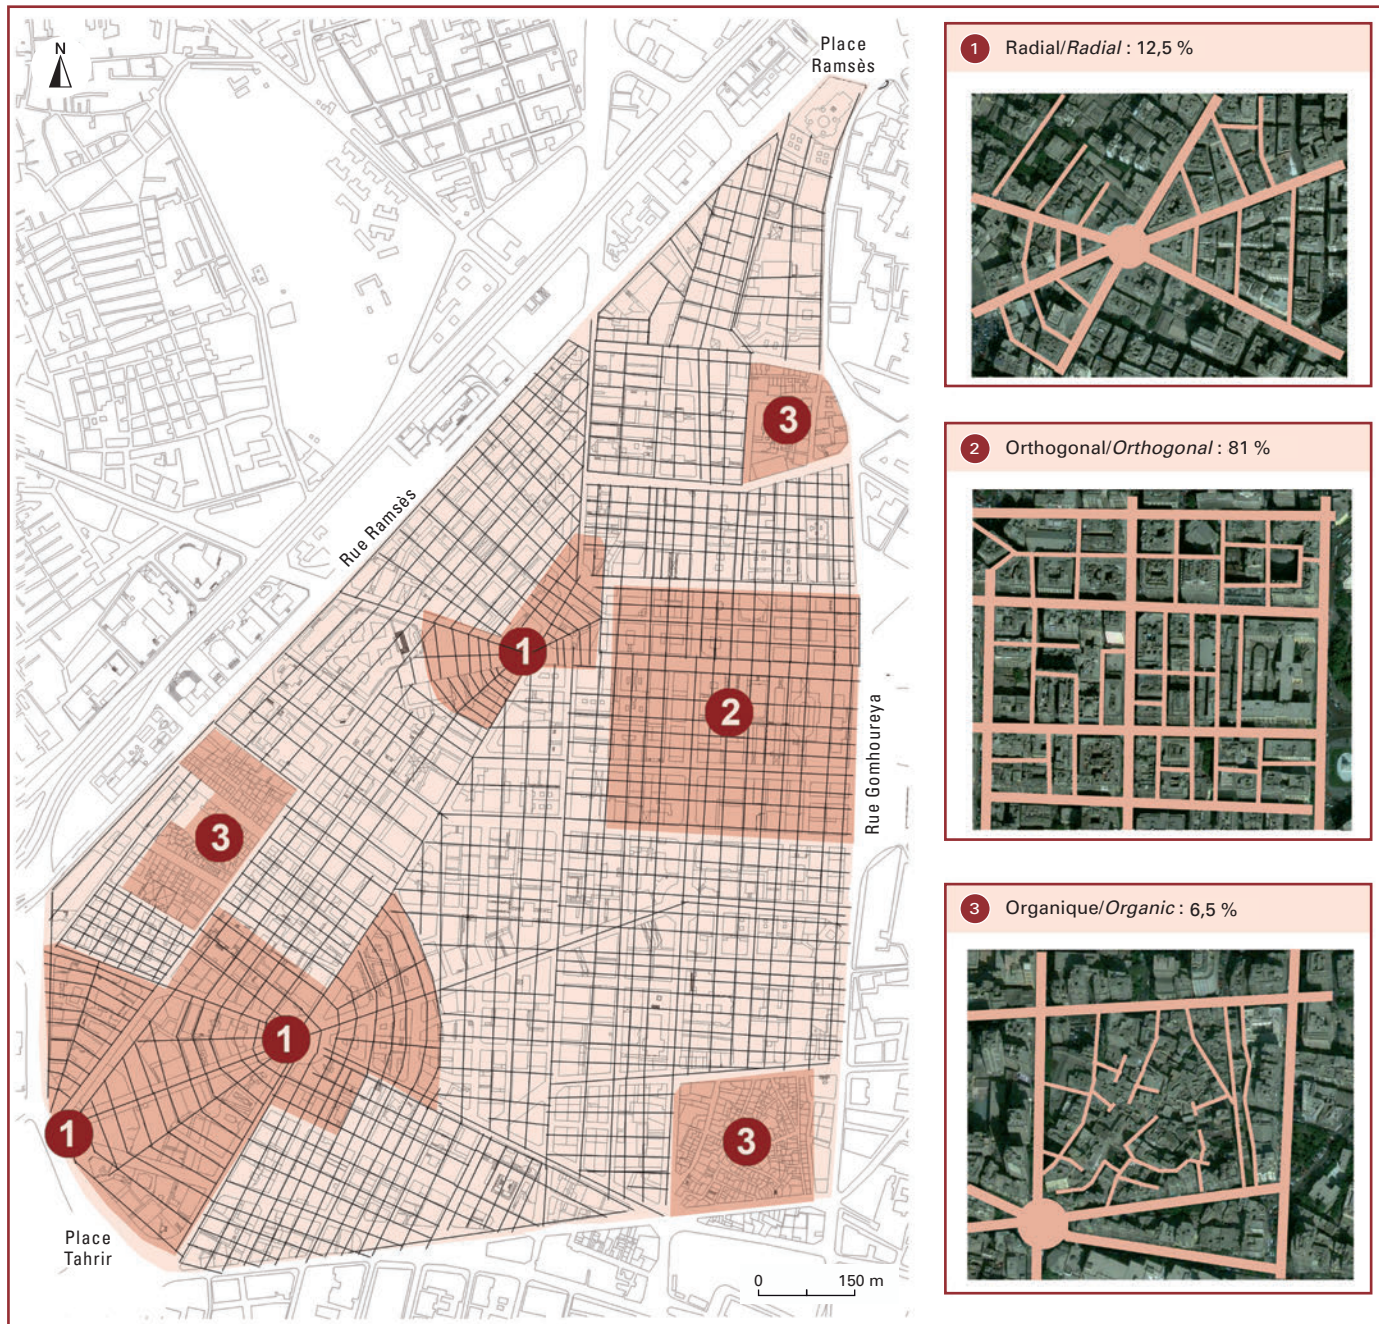 N
Place
Ramsès
Rue Ramsès
Rue Gomhoureya
Place
Tahrir
0 150 m
3
1
2
3
1
1
3
1 Radial/Radial : 12,5 %
2 Orthogonal/Orthogonal : 81 %
3 Organique/Organic : 6,5 %